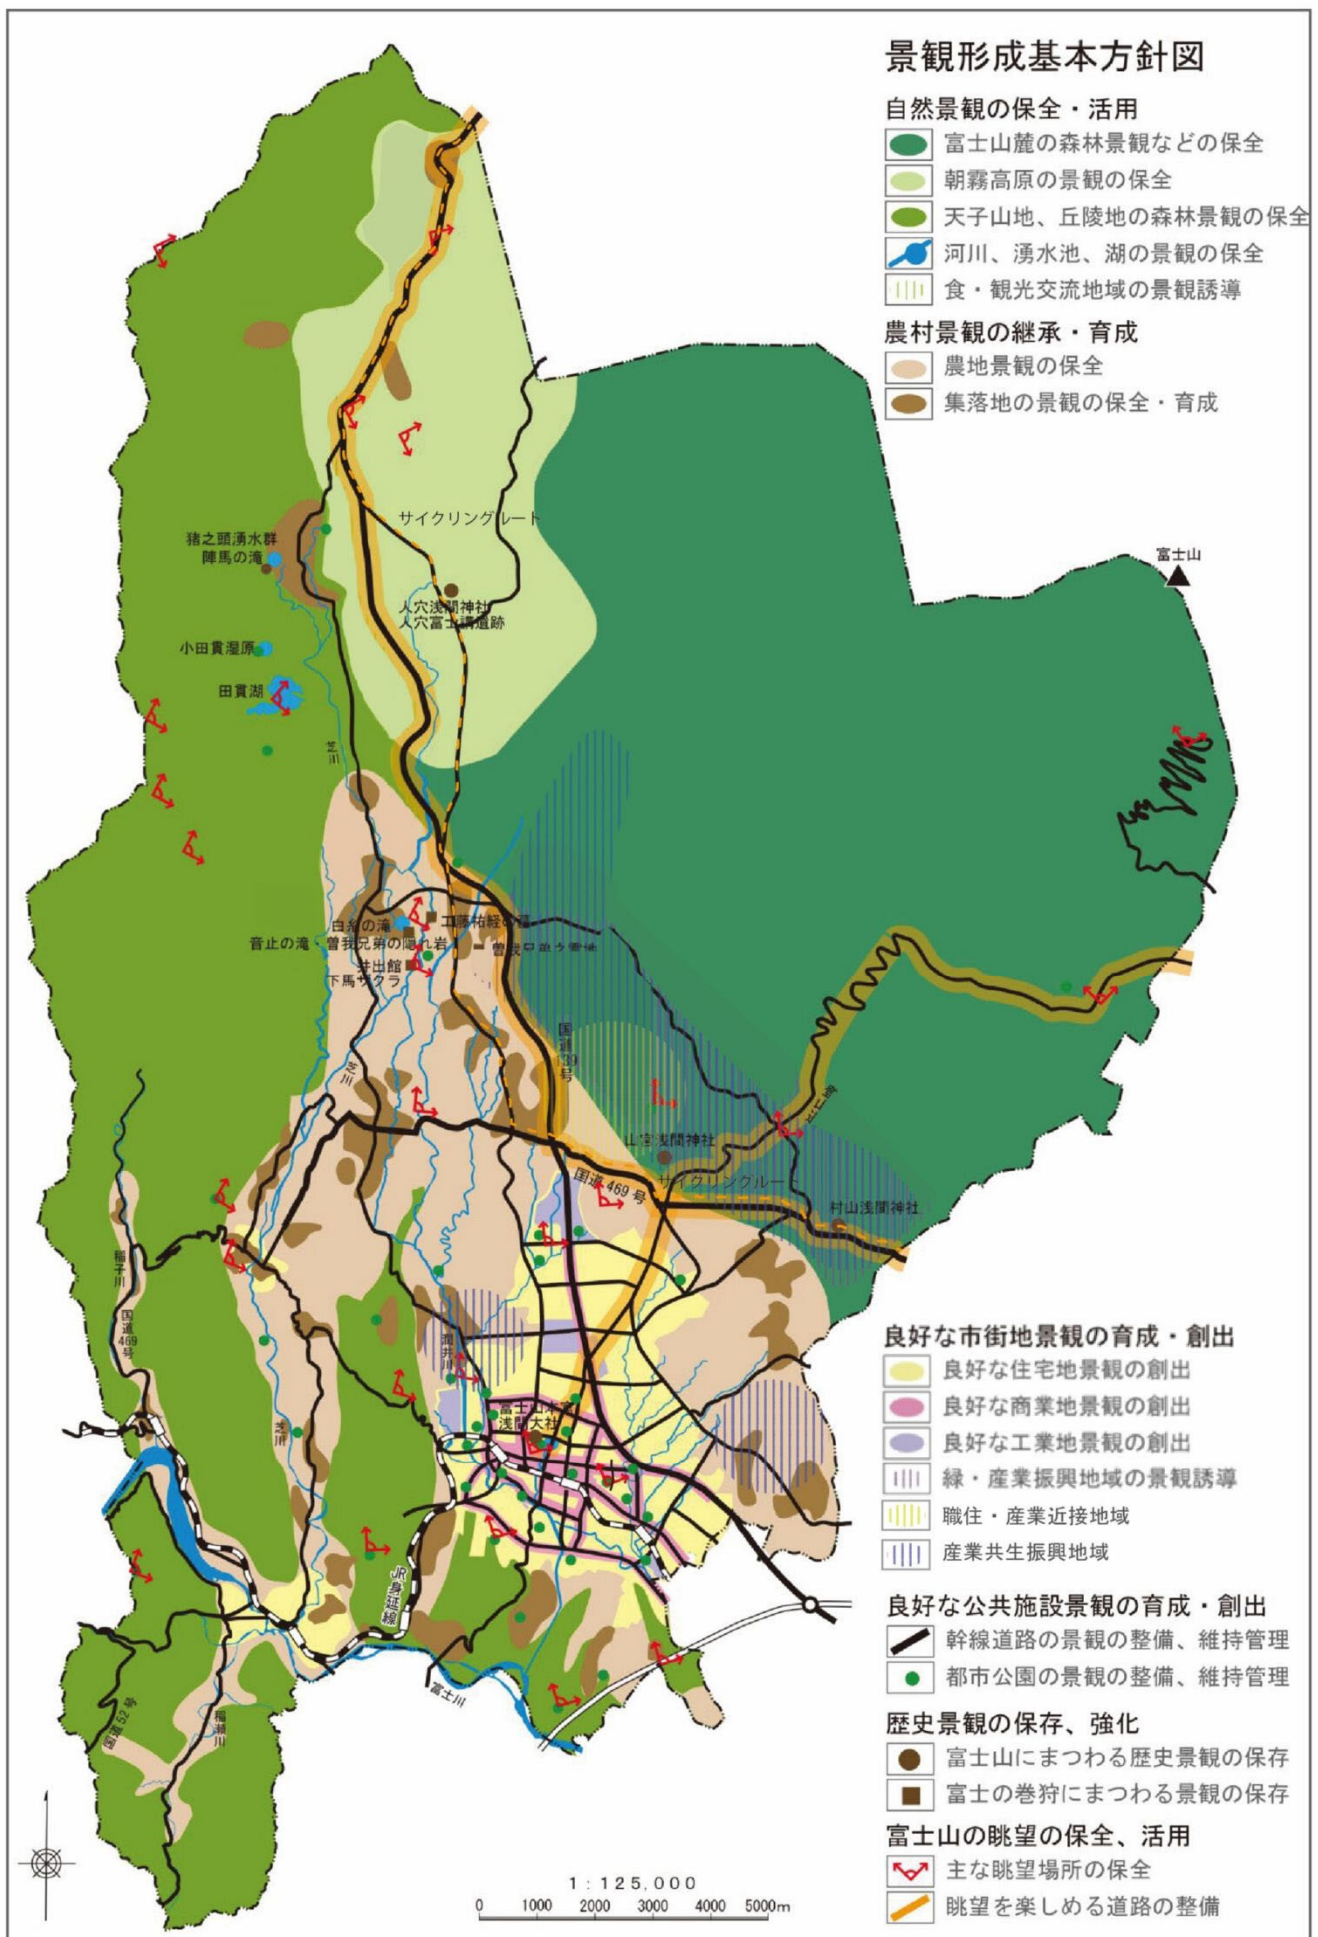 景観形成基本方針図
自然景観の保全・活用
富士山麓の森林景観などの保全
朝霧高原の景観の保全
天子山地、丘陵地の森林景観の保全
河川、湧水池、湖の景観の保全
食・観光交流地域の景観誘導
農村景観の継承・育成
農地景観の保全
集落地の景観の保全・育成
サイクリングルート
猪之頭湧水群
陣馬の滝
富士山
人穴浅間神社
人穴富士講遺跡
小田貫湿原
田貫湖
芝川
白糸の滝
工藤祐経の墓
音止の滝・曽我兄弟の隠れ岩
井出館
下馬ザクラ
国道139号
芝川
山宮浅間神社
国道469号
サイクリングルート
村山浅間神社
稲子川
国道469号
潤井川
富士山本宮
浅間大社
芝川
JR身延線
富士川
国道52号
稲瀬川
良好な市街地景観の育成・創出
良好な住宅地景観の創出
良好な商業地景観の創出
良好な工業地景観の創出
緑・産業振興地域の景観誘導
職住・産業近接地域
産業共生振興地域
良好な公共施設景観の育成・創出
幹線道路の景観の整備、維持管理
都市公園の景観の整備、維持管理
歴史景観の保存、強化
富士山にまつわる歴史景観の保存
富士の巻狩にまつわる景観の保存
富士山の眺望の保全、活用
主な眺望場所の保全
眺望を楽しめる道路の整備
1:125,000
0 1000 2000 3000 4000 5000m